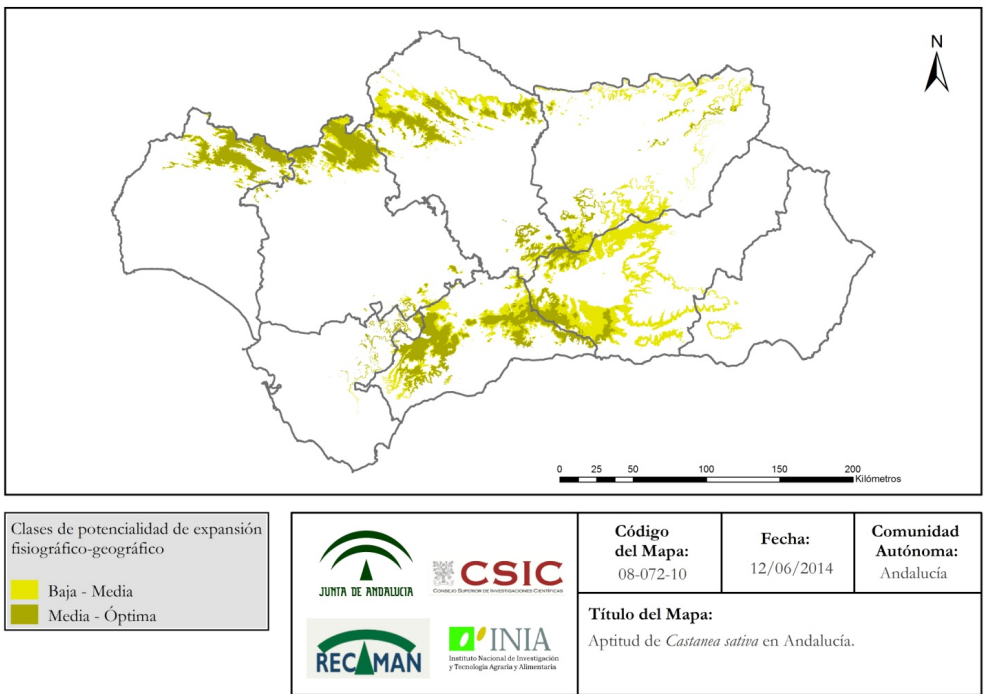 N
0 25 50 100 150 200
Kilómetros
Clases de potencialidad de expansión
fisiográfico-geográfico
Baja - Media
Media - Óptima
JUNTA DE ANDALUCIA
CSIC
CONSEJO SUPERIOR DE INVESTIGACIONES CIENTÍFICAS
RECAMAN
INIA
Instituto Nacional de Investigación
y Tecnología Agraria y Alimentaria
Código
del Mapa:
08-072-10
Fecha:
12/06/2014
Comunidad
Autónoma:
Andalucía
Título del Mapa:
Aptitud de Castanea sativa en Andalucía.